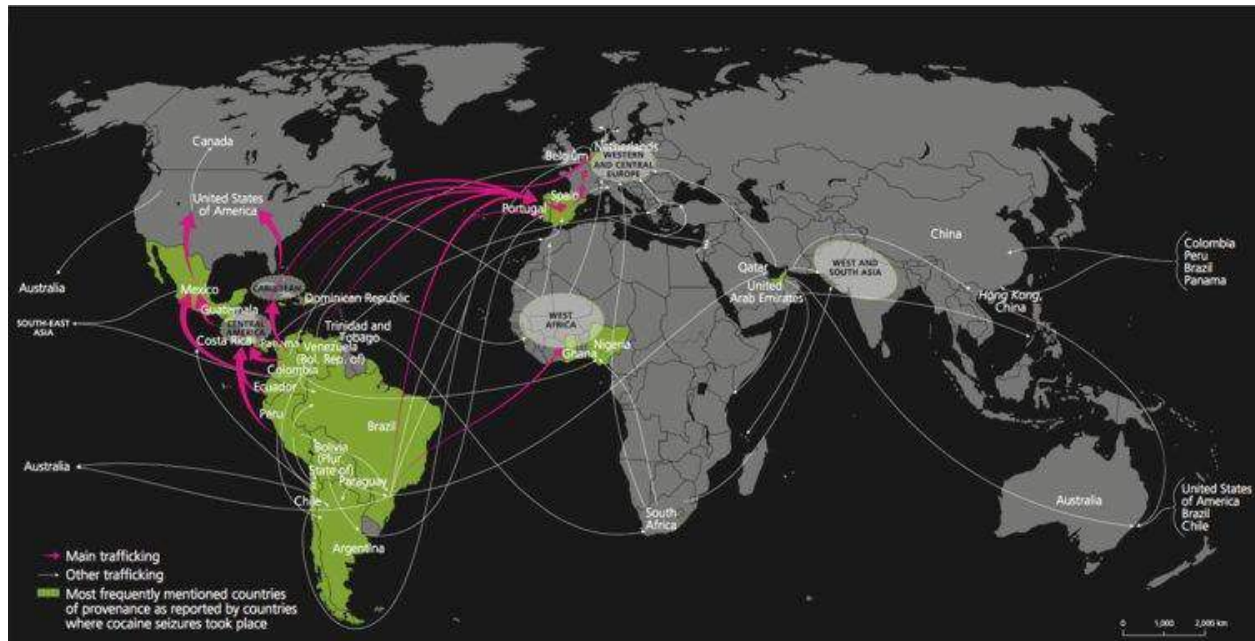 Canada
United States
of America
Australia
Mexico
SOUTH-EAST
ASIA
Guatemala
CARIBBEAN
Dominican Republic
CENTRAL
AMERICA
Costa Rica
Panama
Trinidad and
Tobago
Venezuela
(Bol. Rep. of)
Colombia
Ecuador
Peru
Brazil
Bolivia
(Plur.
State of)
Paraguay
Australia
Chile
Argentina
Belgium
Netherlands
WESTERN
AND CENTRAL
EUROPE
Spain
Portugal
WEST
AFRICA
Ghana
Nigeria
South
Africa
Qatar
United
Arab Emirates
WEST AND
SOUTH ASIA
China
Hong Kong,
China
Colombia
Peru
Brazil
Panama
Australia
United States
of America
Brazil
Chile
Main trafficking
Other trafficking
Most frequently mentioned countries
of provenance as reported by countries
where cocaine seizures took place
0 1,000 2,000 km